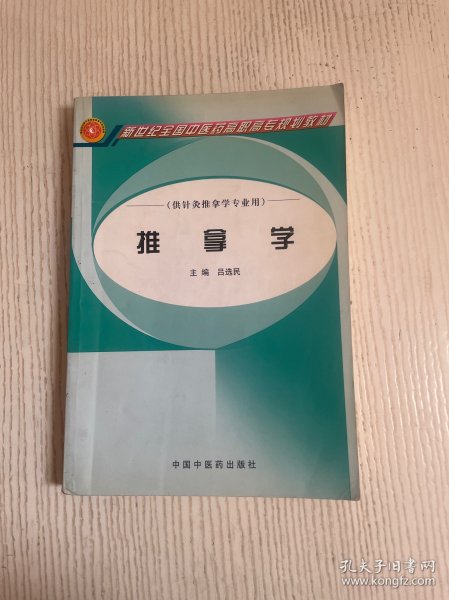 新世纪全国中医药高职高专规划教材
（供针灸推拿学专业用）
推拿学
主编 吕选民
中国中医药出版社
孔夫子旧书网
www.kongfz.com